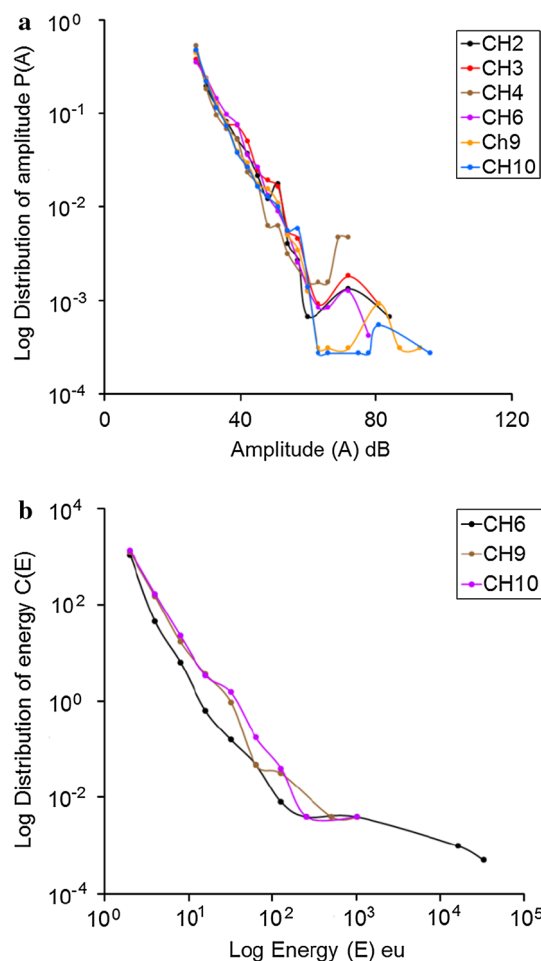 a
Log Distribution of amplitude P(A)
10^0
10^-1
10^-2
10^-3
10^-4
0
40
80
120
Amplitude (A) dB
CH2
CH3
CH4
CH6
Ch9
CH10
b
Log Distribution of energy C(E)
10^4
10^2
10^0
10^-2
10^-4
10^0
10^1
10^2
10^3
10^4
10^5
Log Energy (E) eu
CH6
CH9
CH10